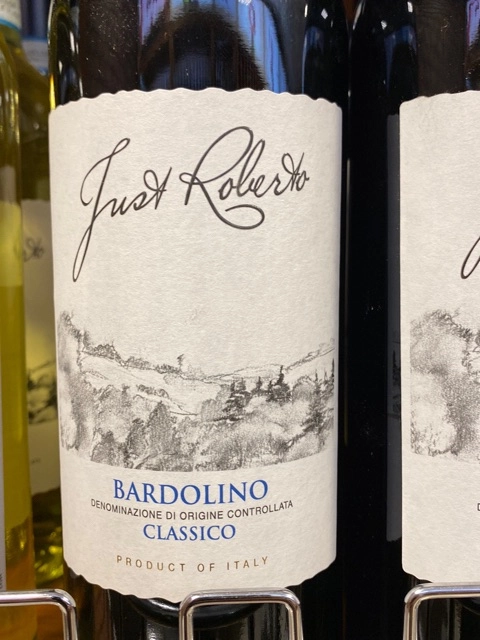 Just Roberto
BARDOLINO
DENOMINAZIONE DI ORIGINE CONTROLLATA
CLASSICO
PRODUCT OF ITALY